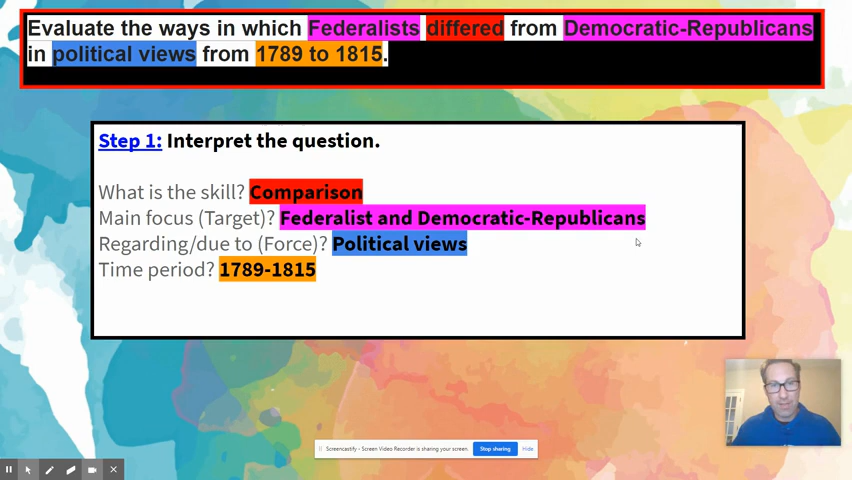 Evaluate the ways in which Federalists differed from Democratic-Republicans
in political views from 1789 to 1815.
Step 1: Interpret the question.
What is the skill? Comparison
Main focus (Target)? Federalist and Democratic-Republicans
Regarding/due to (Force)? Political views
Time period? 1789-1815
Screencastify - Screen Video Recorder is sharing your screen. Stop sharing Hide